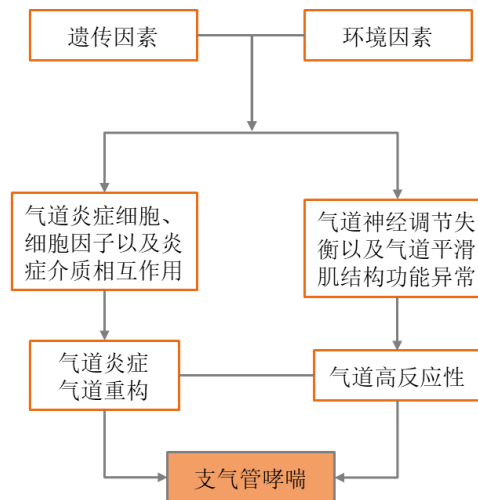 遗传因素
环境因素
气道炎症细胞、
细胞因子以及炎
症介质相互作用
气道神经调节失
衡以及气道平滑
肌结构功能异常
气道炎症
气道重构
气道高反应性
支气管哮喘